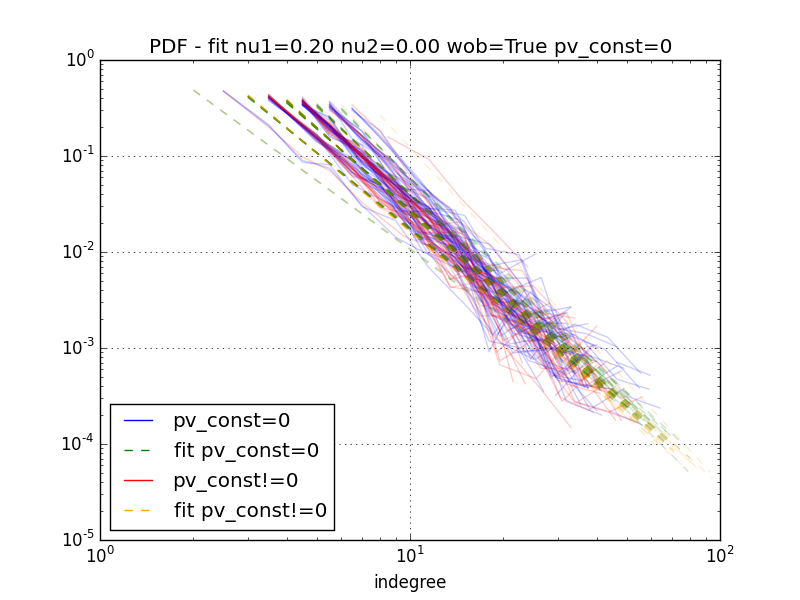 PDF - fit nu1=0.20 nu2=0.00 wob=True pv_const=0
10^0
10^-1
10^-2
10^-3
10^-4
10^-5
pv_const=0
fit pv_const=0
pv_const!=0
fit pv_const!=0
10^0 10^1 10^2
indegree